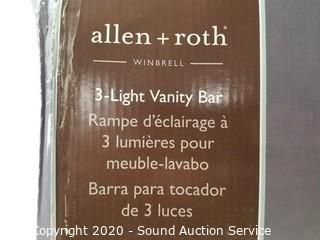 allen + roth®
WINBRELL
3-Light Vanity Bar
Rampe d'éclairage à
3 lumières pour
meuble-lavabo
Barra para tocador
de 3 luces
Copyright 2020 - Sound Auction Service